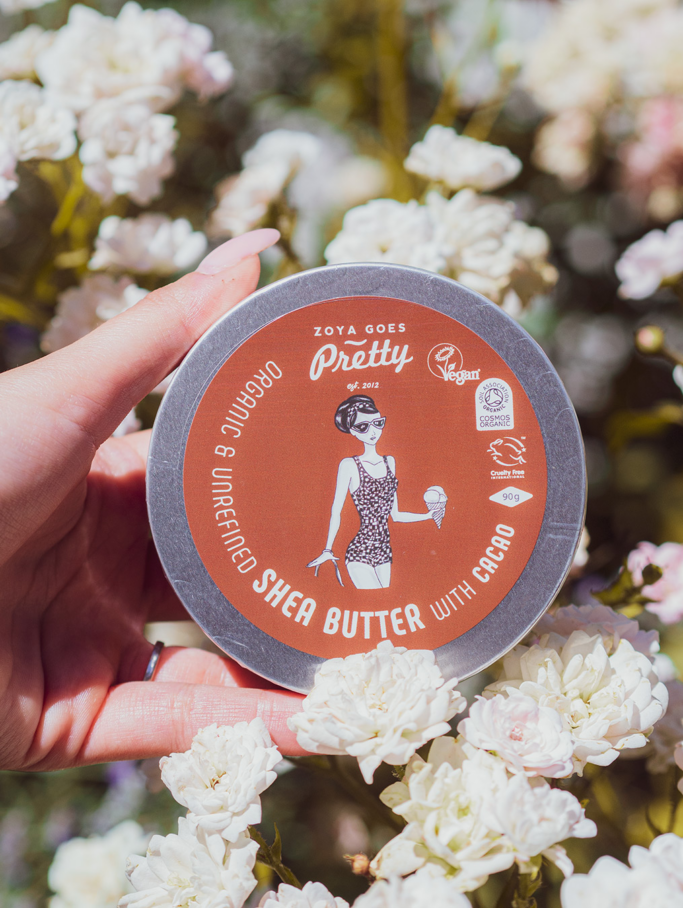 ZOYA GOES
Pretty
est. 2012
Vegan
SOIL ASSOCIATION
ORGANIC
COSMOS
ORGANIC
Cruelty Free
INTERNATIONAL
90g
ORGANIC & UNREFINED
SHEA BUTTER WITH CACAO